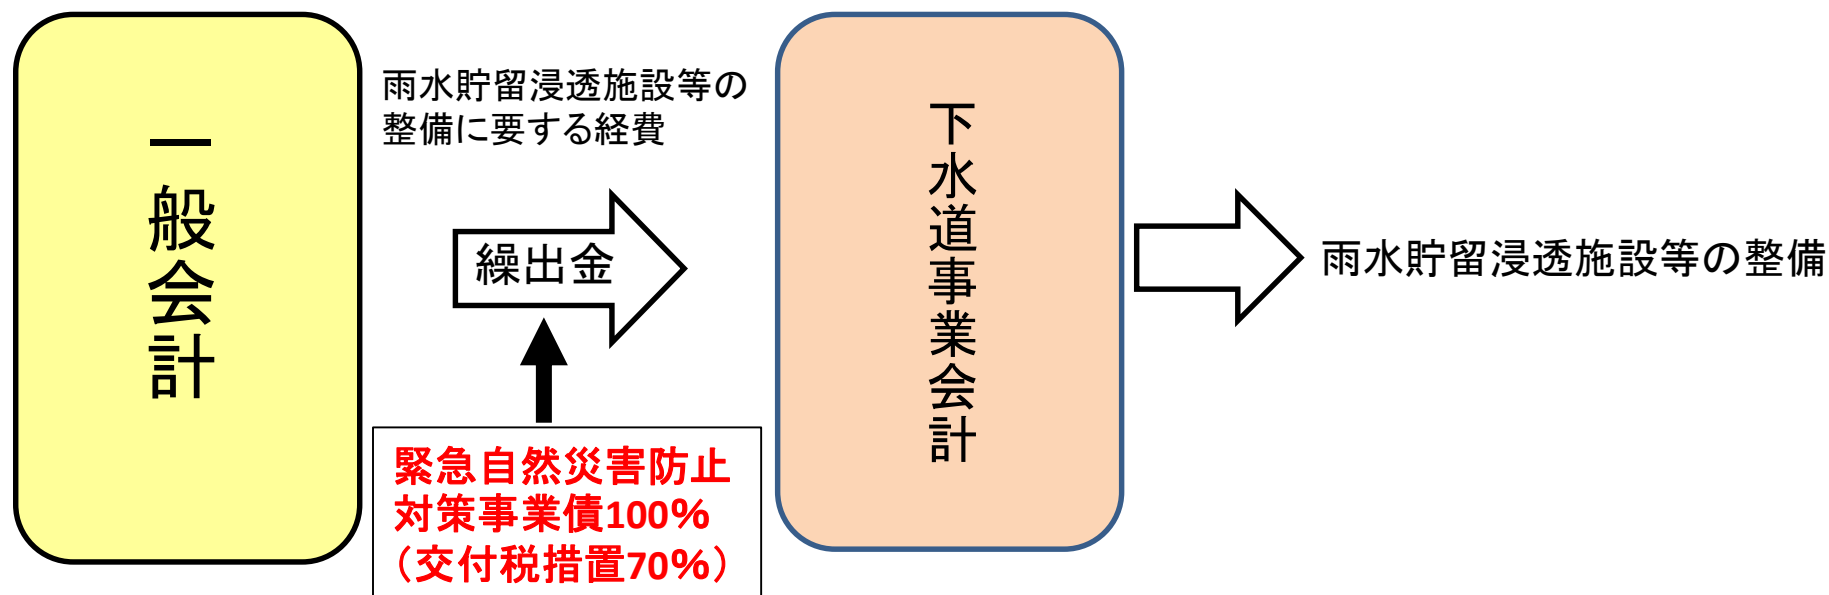 一般会計
雨水貯留浸透施設等の
整備に要する経費
繰出金
緊急自然災害防止
対策事業債100%
（交付税措置70%）
下水道事業会計
雨水貯留浸透施設等の整備